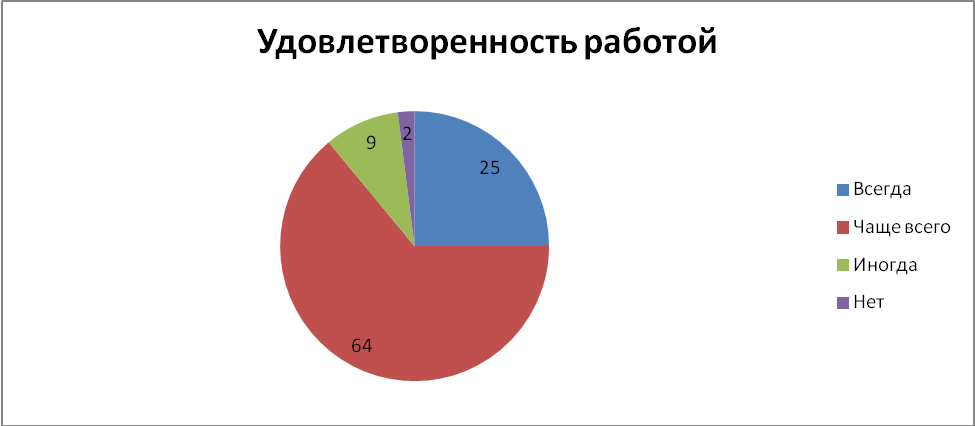 Удовлетворенность работой
2
9
25
64
Всегда
Чаще всего
Иногда
Нет